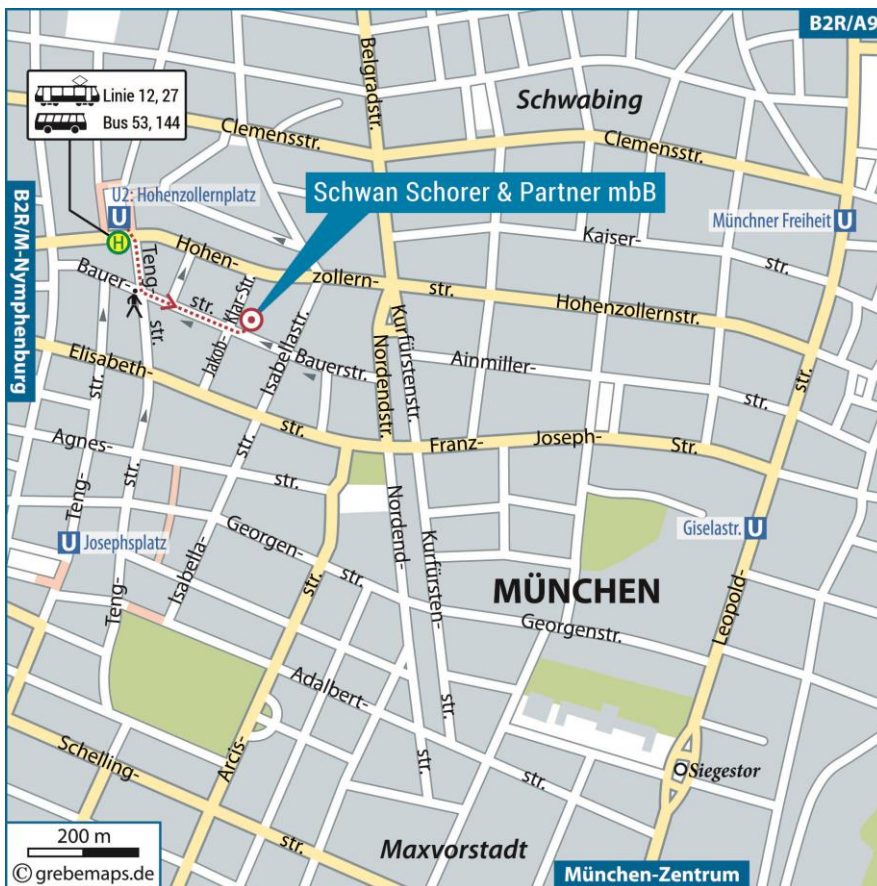 B2R/A9
Linie 12, 27
Bus 53, 144
Belgradstr.
Schwabing
Clemensstr.
Clemensstr.
B2R/M-Nymphenburg
U2: Hohenzollernplatz
U
Schwan Schorer & Partner mbB
Münchner Freiheit U
H
Teng-
str.
Hohen-
zollern-
str.
Hohenzollernstr.
Kaiser-
str.
Bauer-
str.
Jakob-
Klar-Str.
Isabellastr.
Bauerstr.
Kurfürstenstr.
Nordendstr.
Ainmiller-
str.
str.
Elisabeth-
str.
Franz-
Joseph-
Str.
Agnes-
str.
str.
str.
str.
Teng-
U Josephsplatz
Teng-
Isabella-
Georgen-
str.
str.
Nordend-
Kurfürsten-
Giselastr. U
MÜNCHEN
Georgenstr.
Leopold-
Adalbert-
str.
str.
str.
Arcis-
Schelling-
str.
Siegestor
Maxvorstadt
200 m
© grebemaps.de
München-Zentrum